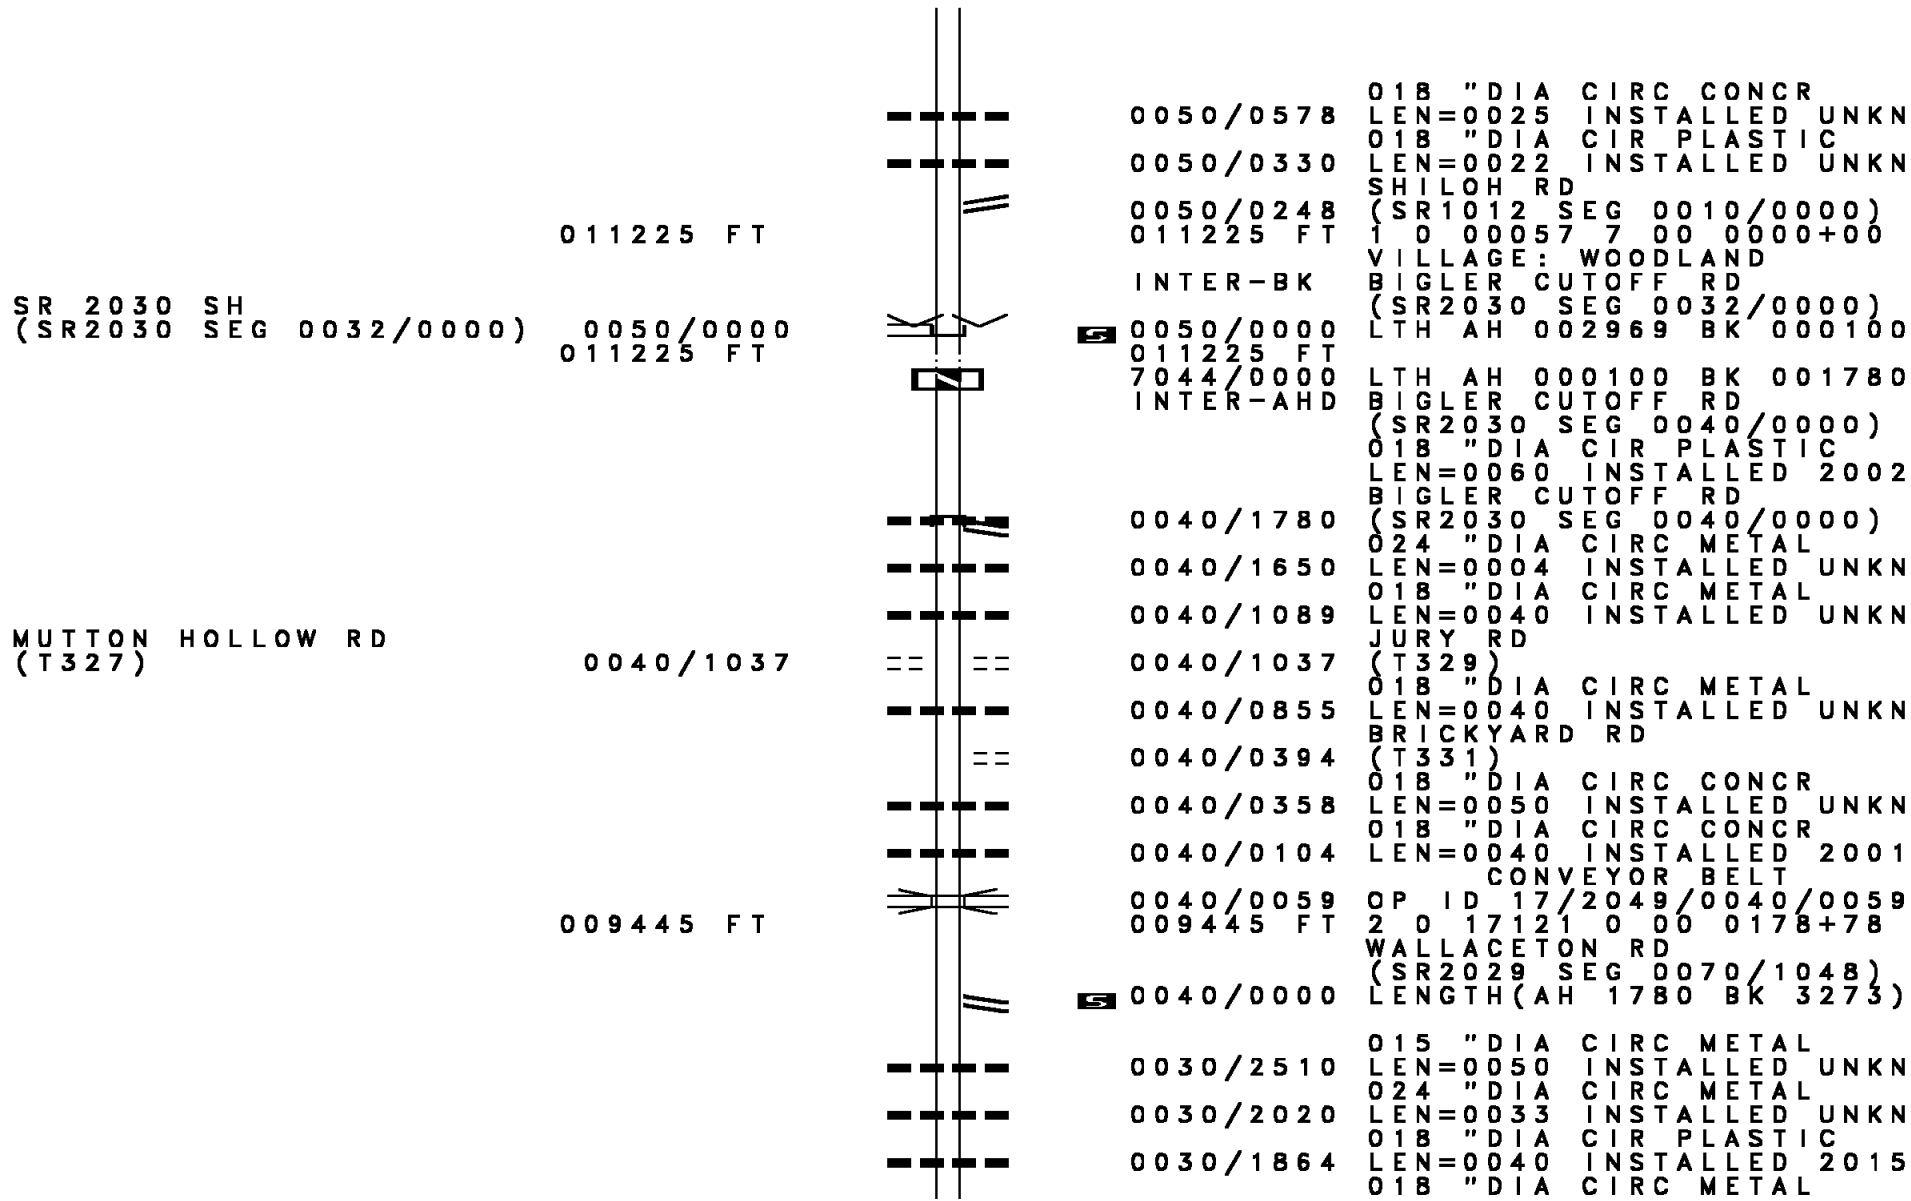 018 "DIA CIRC CONCR
0050/0578 LEN=0025 INSTALLED UNKN
018 "DIA CIR PLASTIC
0050/0330 LEN=0022 INSTALLED UNKN
SHILOH RD
0050/0248 (SR1012 SEG 0010/0000)
011225 FT 011225 FT 1 0 00057 7 00 0000+00
VILLAGE: WOODLAND
INTER-BK BIGLER CUTOFF RD
SR 2030 SH (SR2030 SEG 0032/0000)
(SR2030 SEG 0032/0000) 0050/0000 S 0050/0000 LTH AH 002969 BK 000100
011225 FT 011225 FT
7044/0000 LTH AH 000100 BK 001780
INTER-AHD BIGLER CUTOFF RD
(SR2030 SEG 0040/0000)
018 "DIA CIR PLASTIC
LEN=0060 INSTALLED 2002
BIGLER CUTOFF RD
0040/1780 (SR2030 SEG 0040/0000)
024 "DIA CIRC METAL
0040/1650 LEN=0004 INSTALLED UNKN
018 "DIA CIRC METAL
0040/1089 LEN=0040 INSTALLED UNKN
MUTTON HOLLOW RD JURY RD
(T327) 0040/1037 0040/1037 (T329)
018 "DIA CIRC METAL
0040/0855 LEN=0040 INSTALLED UNKN
BRICKYARD RD
0040/0394 (T331)
018 "DIA CIRC CONCR
0040/0358 LEN=0050 INSTALLED UNKN
018 "DIA CIRC CONCR
0040/0104 LEN=0040 INSTALLED 2001
CONVEYOR BELT
0040/0059 OP ID 17/2049/0040/0059
009445 FT 009445 FT 2 0 17121 0 00 0178+78
WALLACETON RD
(SR2029 SEG 0070/1048)
S 0040/0000 LENGTH(AH 1780 BK 3273)
015 "DIA CIRC METAL
0030/2510 LEN=0050 INSTALLED UNKN
024 "DIA CIRC METAL
0030/2020 LEN=0033 INSTALLED UNKN
018 "DIA CIR PLASTIC
0030/1864 LEN=0040 INSTALLED 2015
018 "DIA CIRC METAL